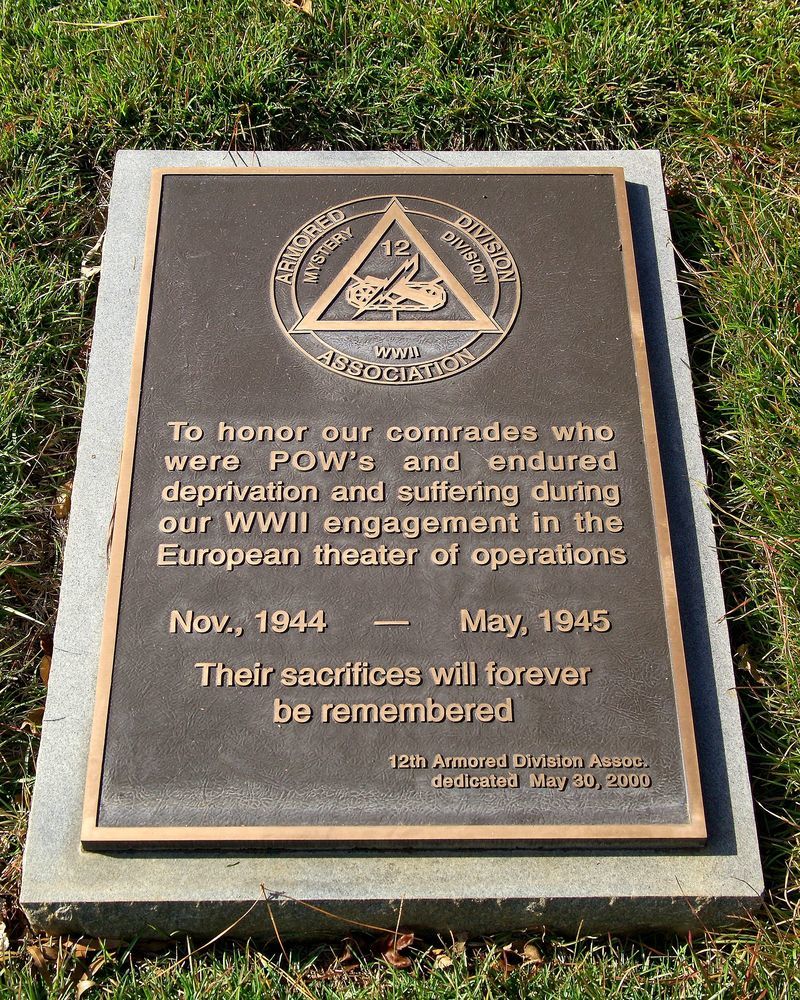 ARMORED DIVISION
MYSTERY DIVISION
12
WWII
ASSOCIATION
To honor our comrades who
were POW's and endured
deprivation and suffering during
our WWII engagement in the
European theater of operations
Nov., 1944 — May, 1945
Their sacrifices will forever
be remembered
12th Armored Division Assoc.
dedicated May 30, 2000